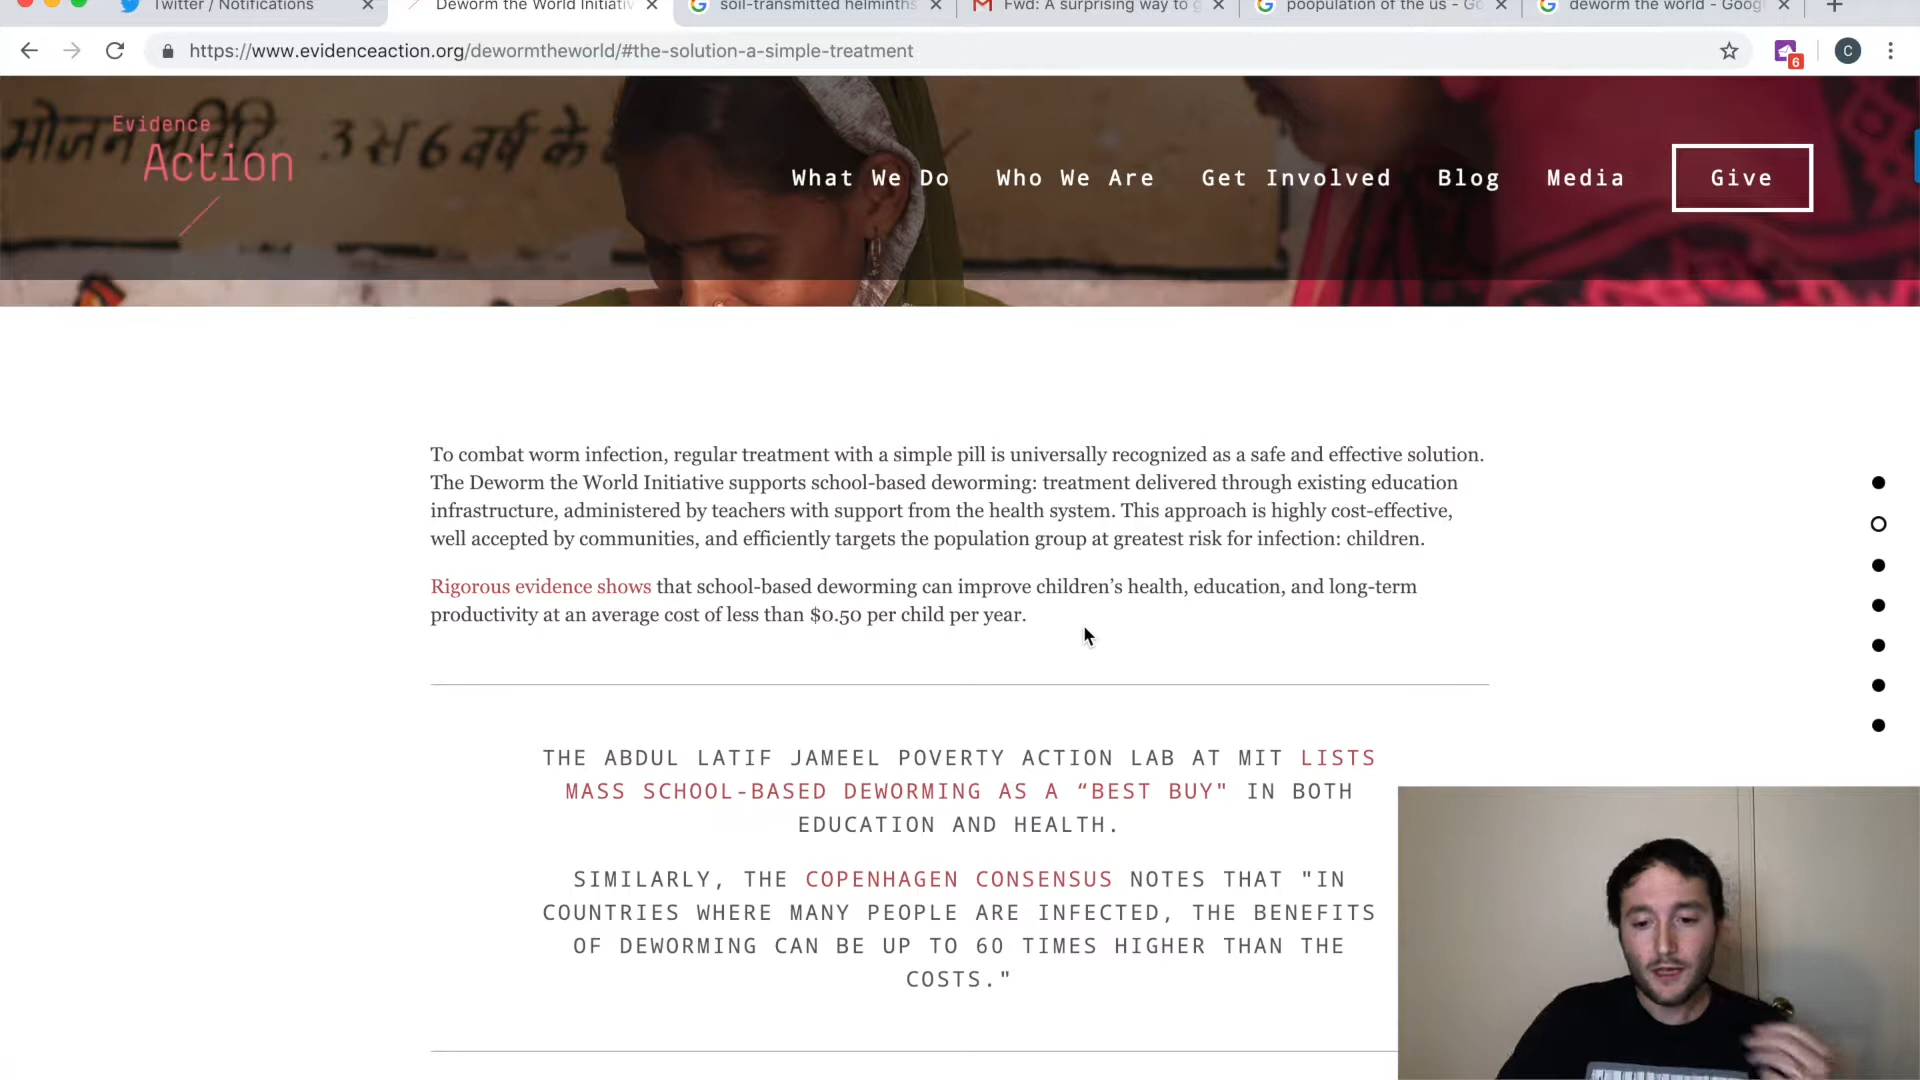 Twitter / Notifications
Deworm the World Initiativ
soil-transmitted helminths
Fwd: A surprising way to g
poopulation of the us - Go
deworm the world - Googl
https://www.evidenceaction.org/dewormtheworld/#the-solution-a-simple-treatment
6
C
भोजन
3 से 6 वर्ष के
Evidence
Action
What We Do
Who We Are
Get Involved
Blog
Media
Give
To combat worm infection, regular treatment with a simple pill is universally recognized as a safe and effective solution.
The Deworm the World Initiative supports school-based deworming: treatment delivered through existing education
infrastructure, administered by teachers with support from the health system. This approach is highly cost-effective,
well accepted by communities, and efficiently targets the population group at greatest risk for infection: children.
Rigorous evidence shows that school-based deworming can improve children’s health, education, and long-term
productivity at an average cost of less than $0.50 per child per year.
THE ABDUL LATIF JAMEEL POVERTY ACTION LAB AT MIT LISTS
MASS SCHOOL-BASED DEWORMING AS A “BEST BUY" IN BOTH
EDUCATION AND HEALTH.
SIMILARLY, THE COPENHAGEN CONSENSUS NOTES THAT "IN
COUNTRIES WHERE MANY PEOPLE ARE INFECTED, THE BENEFITS
OF DEWORMING CAN BE UP TO 60 TIMES HIGHER THAN THE
COSTS."